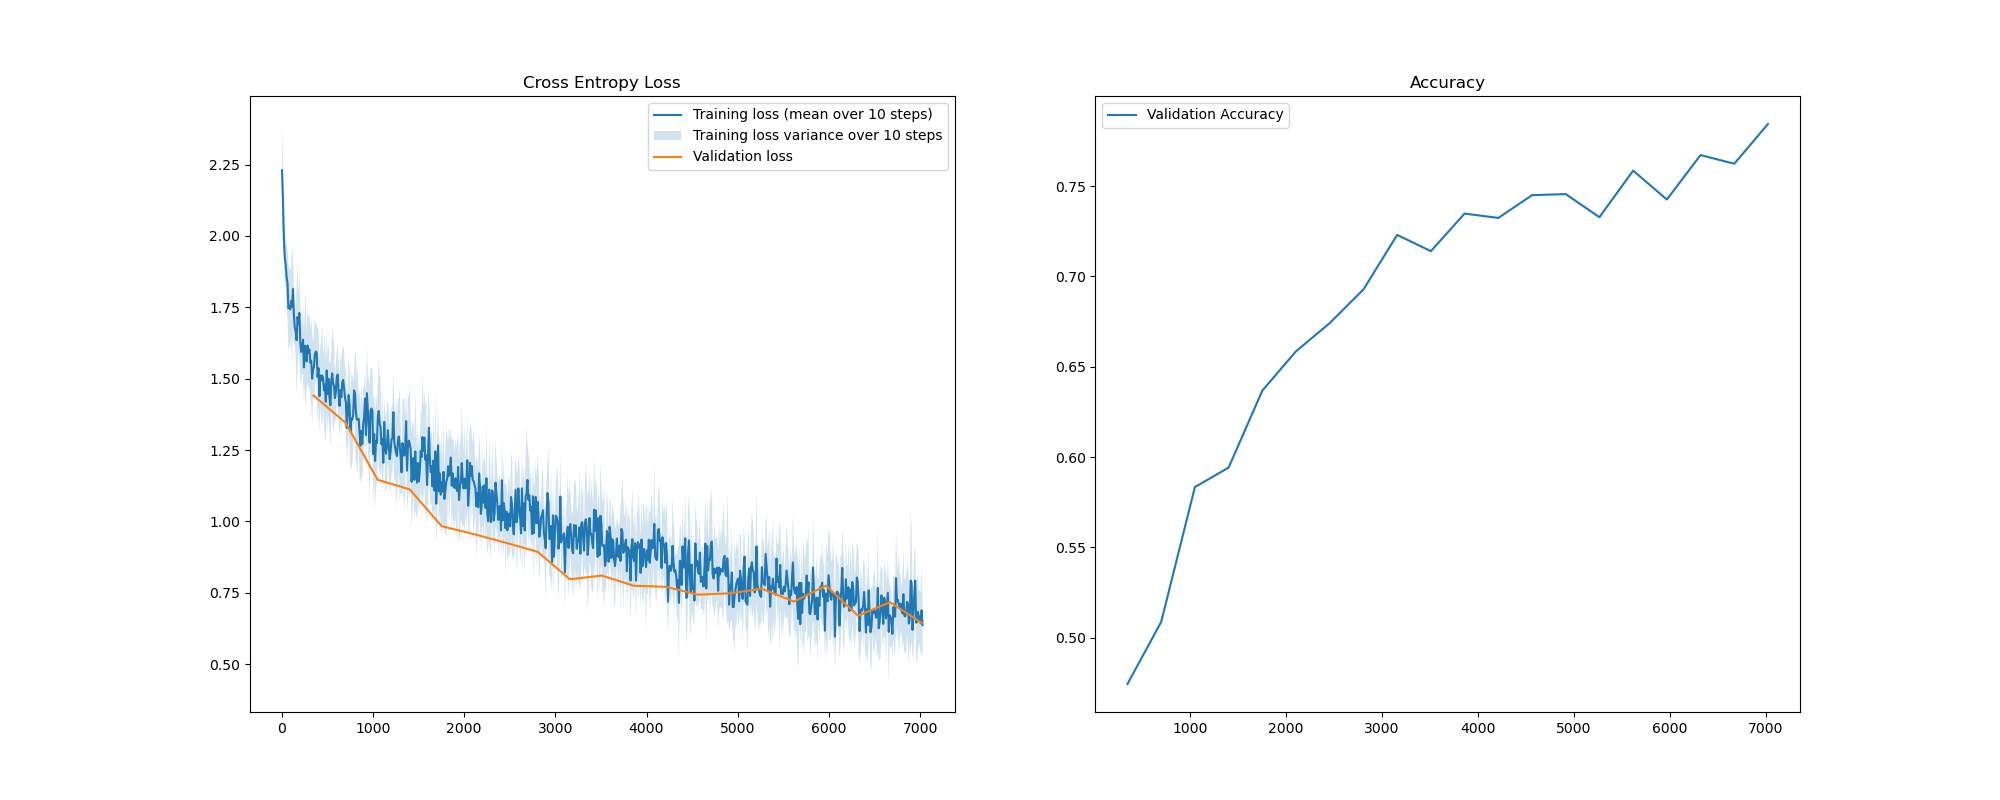 Cross Entropy Loss
Training loss (mean over 10 steps)
Training loss variance over 10 steps
Validation loss
2.25
2.00
1.75
1.50
1.25
1.00
0.75
0.50
0 1000 2000 3000 4000 5000 6000 7000
Accuracy
Validation Accuracy
0.75
0.70
0.65
0.60
0.55
0.50
1000 2000 3000 4000 5000 6000 7000